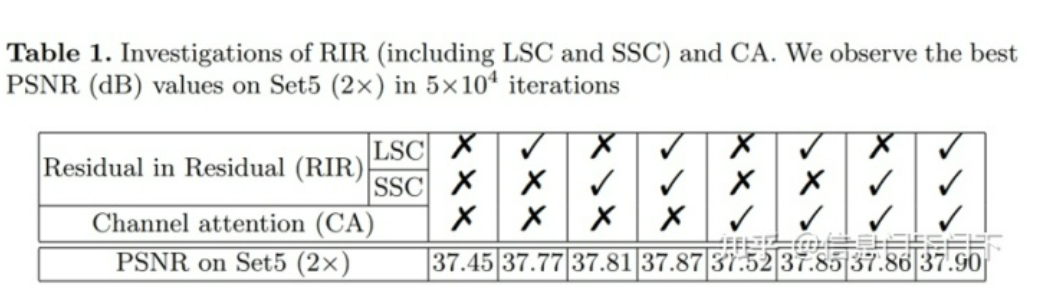 Table 1. Investigations of RIR (including LSC and SSC) and CA. We observe the best
PSNR (dB) values on Set5 (2×) in 5×10⁴ iterations
Residual in Residual (RIR) LSC ✗ ✓ ✗ ✓ ✗ ✓ ✗ ✓
SSC ✗ ✗ ✓ ✓ ✗ ✗ ✓ ✓
Channel attention (CA) ✗ ✗ ✗ ✗ ✓ ✓ ✓ ✓
PSNR on Set5 (2×) 37.45 37.77 37.81 37.87 37.52 37.85 37.86 37.90
知乎 @信息门下门下